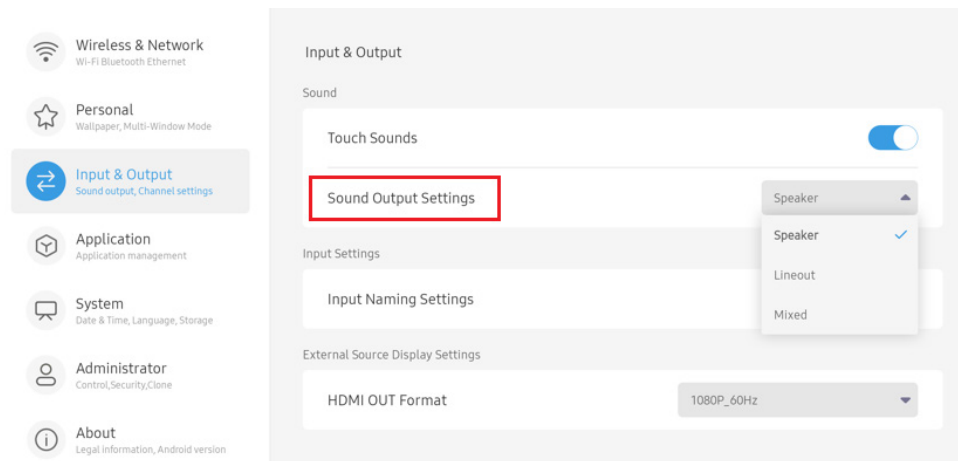 Wireless & Network
Wi-Fi Bluetooth Ethernet
Personal
Wallpaper, Multi-Window Mode
Input & Output
Sound output, Channel settings
Application
Application management
System
Date & Time, Language, Storage
Administrator
Control,Security,Clone
About
Legal information, Android version
Input & Output
Sound
Touch Sounds
Sound Output Settings
Speaker
Speaker
Lineout
Mixed
Input Settings
Input Naming Settings
External Source Display Settings
HDMI OUT Format
1080P_60Hz